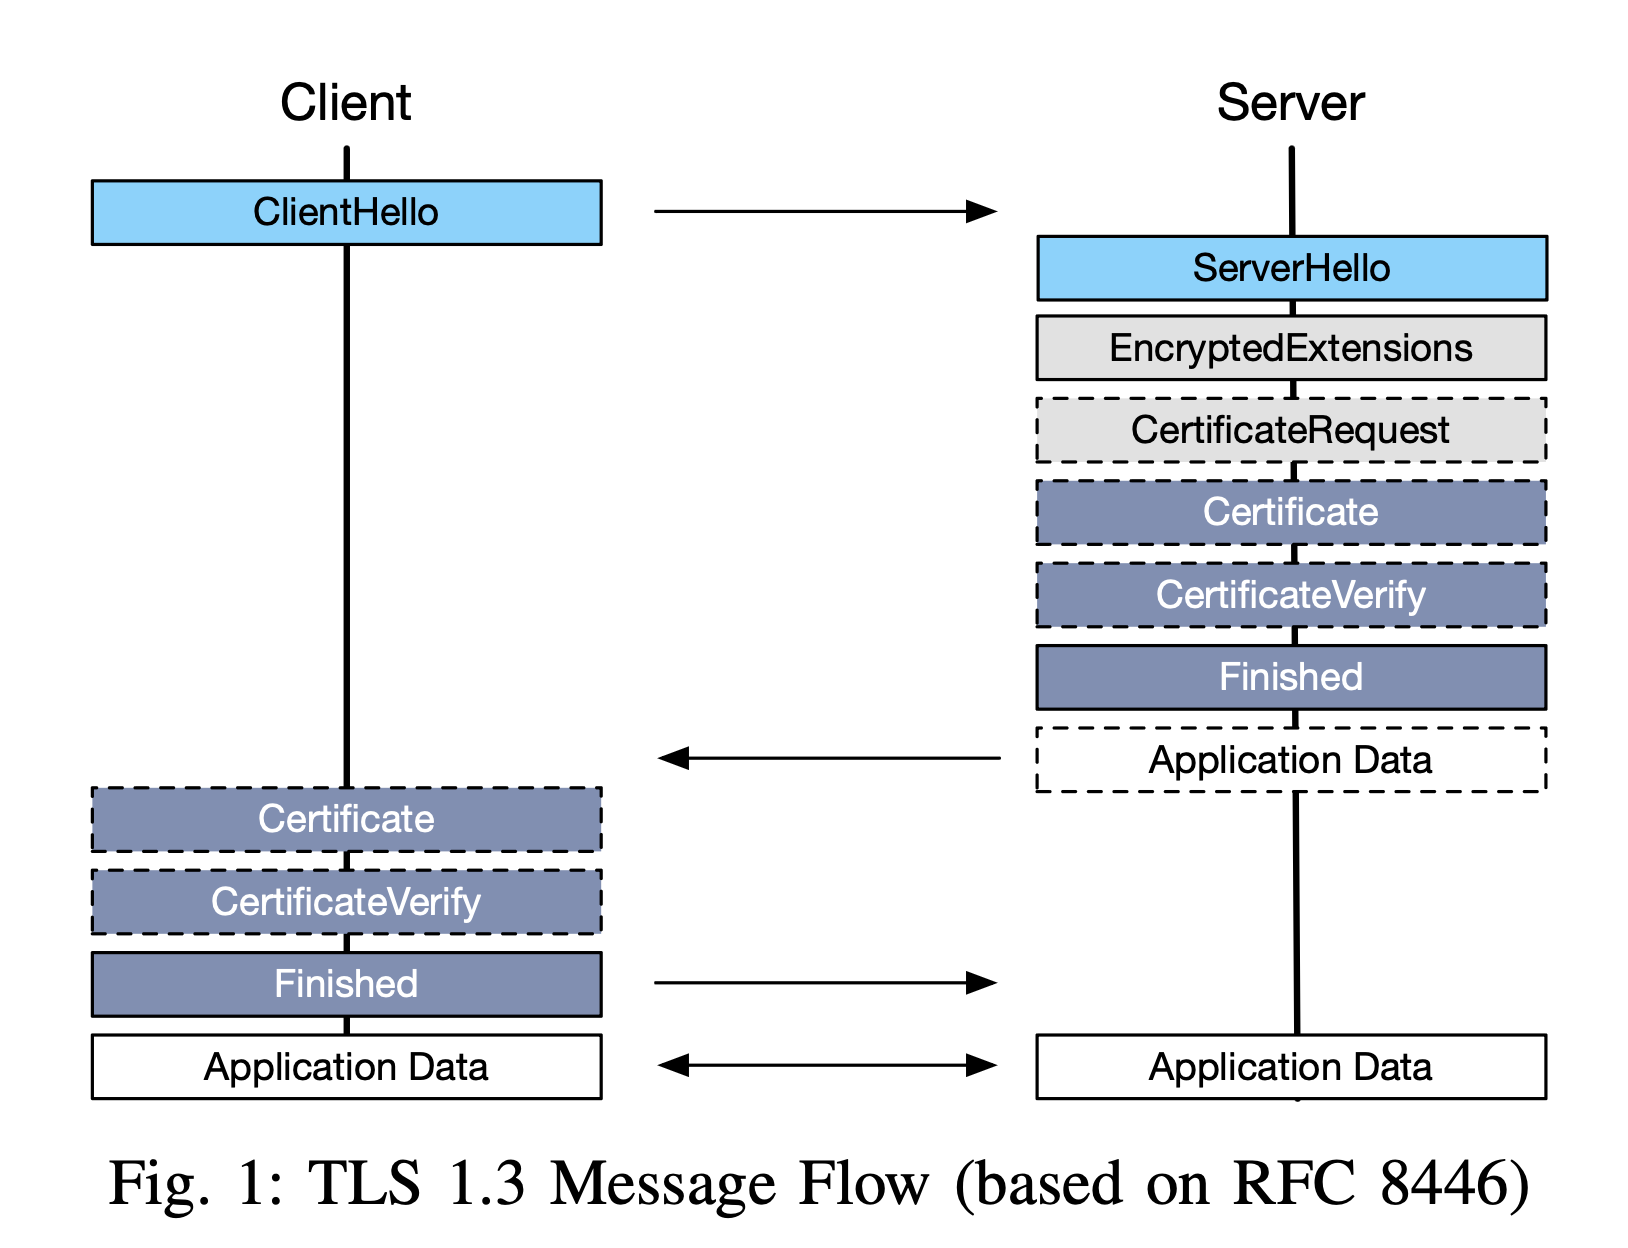 Client
Server
ClientHello
ServerHello
EncryptedExtensions
CertificateRequest
Certificate
CertificateVerify
Finished
Application Data
Certificate
CertificateVerify
Finished
Application Data
Application Data
Fig. 1: TLS 1.3 Message Flow (based on RFC 8446)